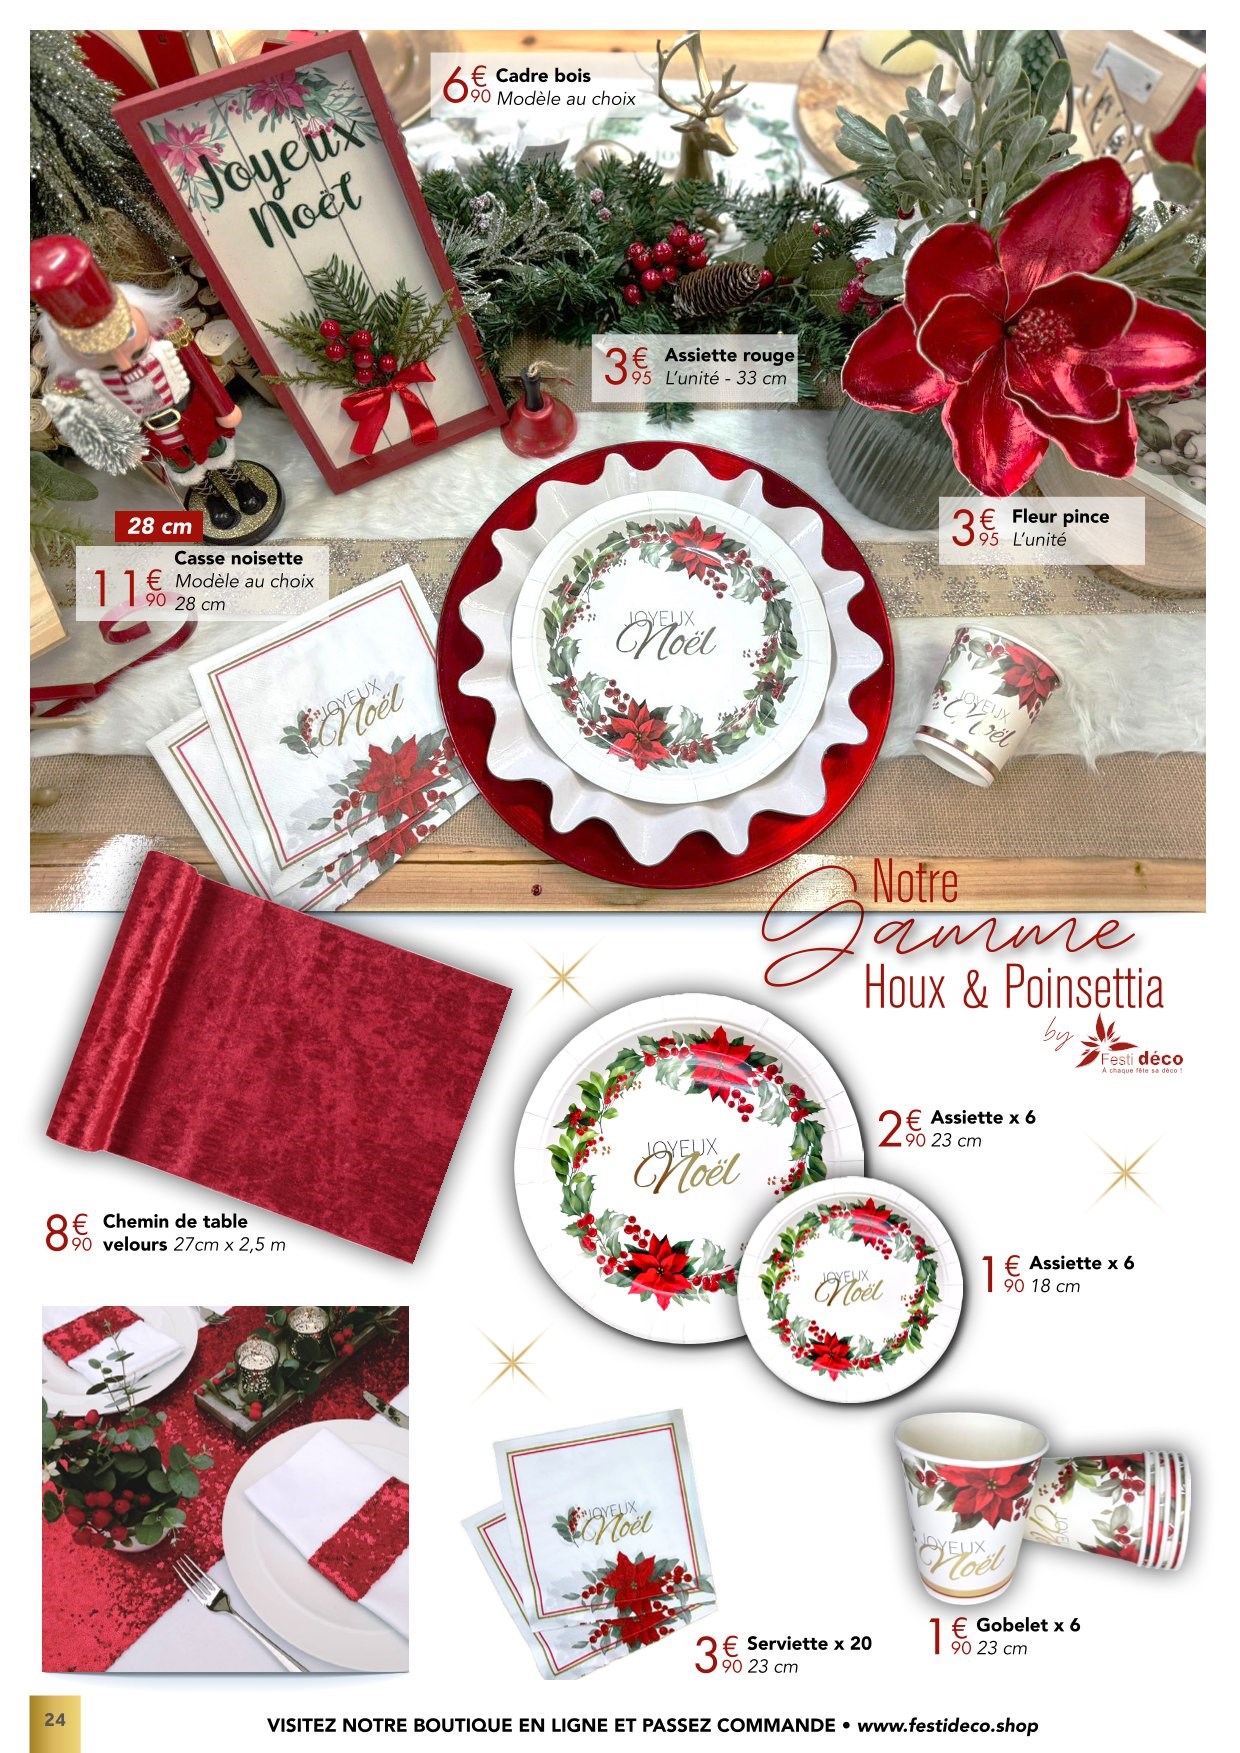 Joyeux
Noël
6€90 Cadre bois
Modèle au choix
3€95 Assiette rouge
L'unité - 33 cm
3€95 Fleur pince
L'unité
28 cm
11€90 Casse noisette
Modèle au choix
28 cm
JOYEUX
Noël
JOYEUX
Noël
JOYEUX
Noël
Notre
Gamme
Houx & Poinsettia
by Festi déco
À chaque fête sa déco !
JOYEUX
Noël
2€90 Assiette x 6
23 cm
8€90 Chemin de table
velours 27cm x 2,5 m
JOYEUX
Noël
1€90 Assiette x 6
18 cm
JOYEUX
Noël
JOYEUX
Noël
3€90 Serviette x 20
23 cm
1€90 Gobelet x 6
23 cm
24
VISITEZ NOTRE BOUTIQUE EN LIGNE ET PASSEZ COMMANDE • www.festideco.shop